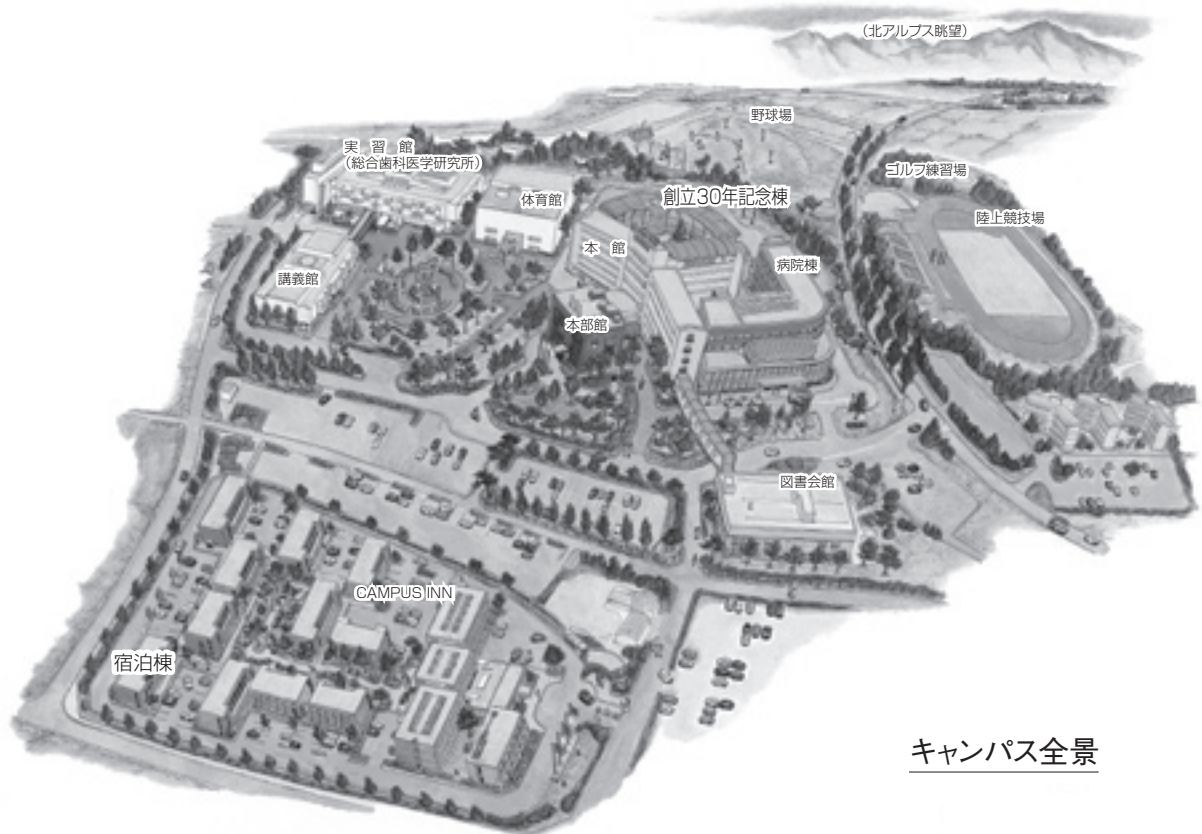 (北アルプス眺望)
野球場
実習館
(総合歯科医学研究所)
体育館
創立30年記念棟
ゴルフ練習場
陸上競技場
本館
病院棟
講義館
本部館
図書会館
CAMPUS INN
宿泊棟
キャンパス全景